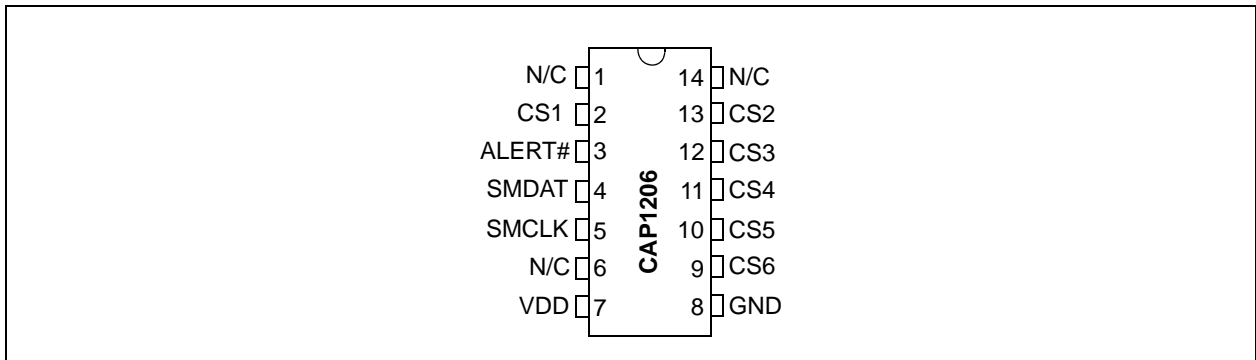 N/C 1 14 N/C
CS1 2 13 CS2
ALERT# 3 12 CS3
SMDAT 4 11 CS4
SMCLK 5 10 CS5
N/C 6 9 CS6
VDD 7 8 GND
CAP1206